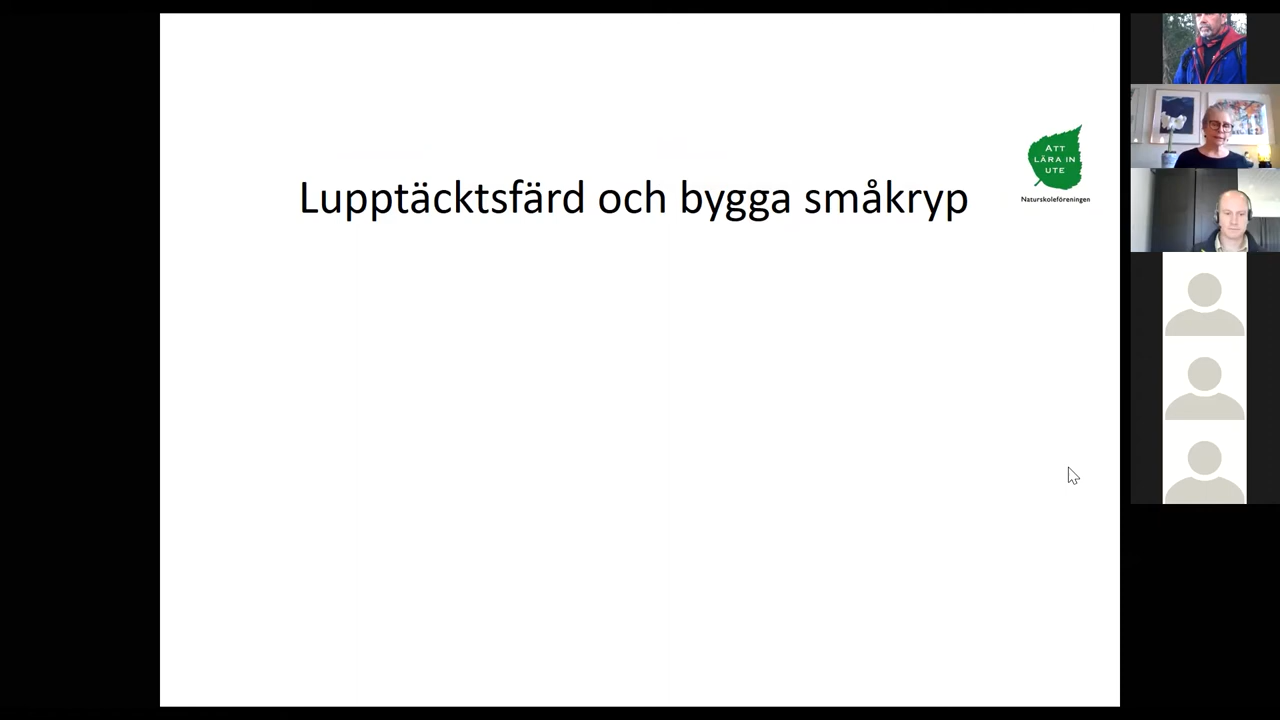 Lupptäcktsfärd och bygga småkryp
ATT
LÄRA IN
UTE
Naturskoleföreningen